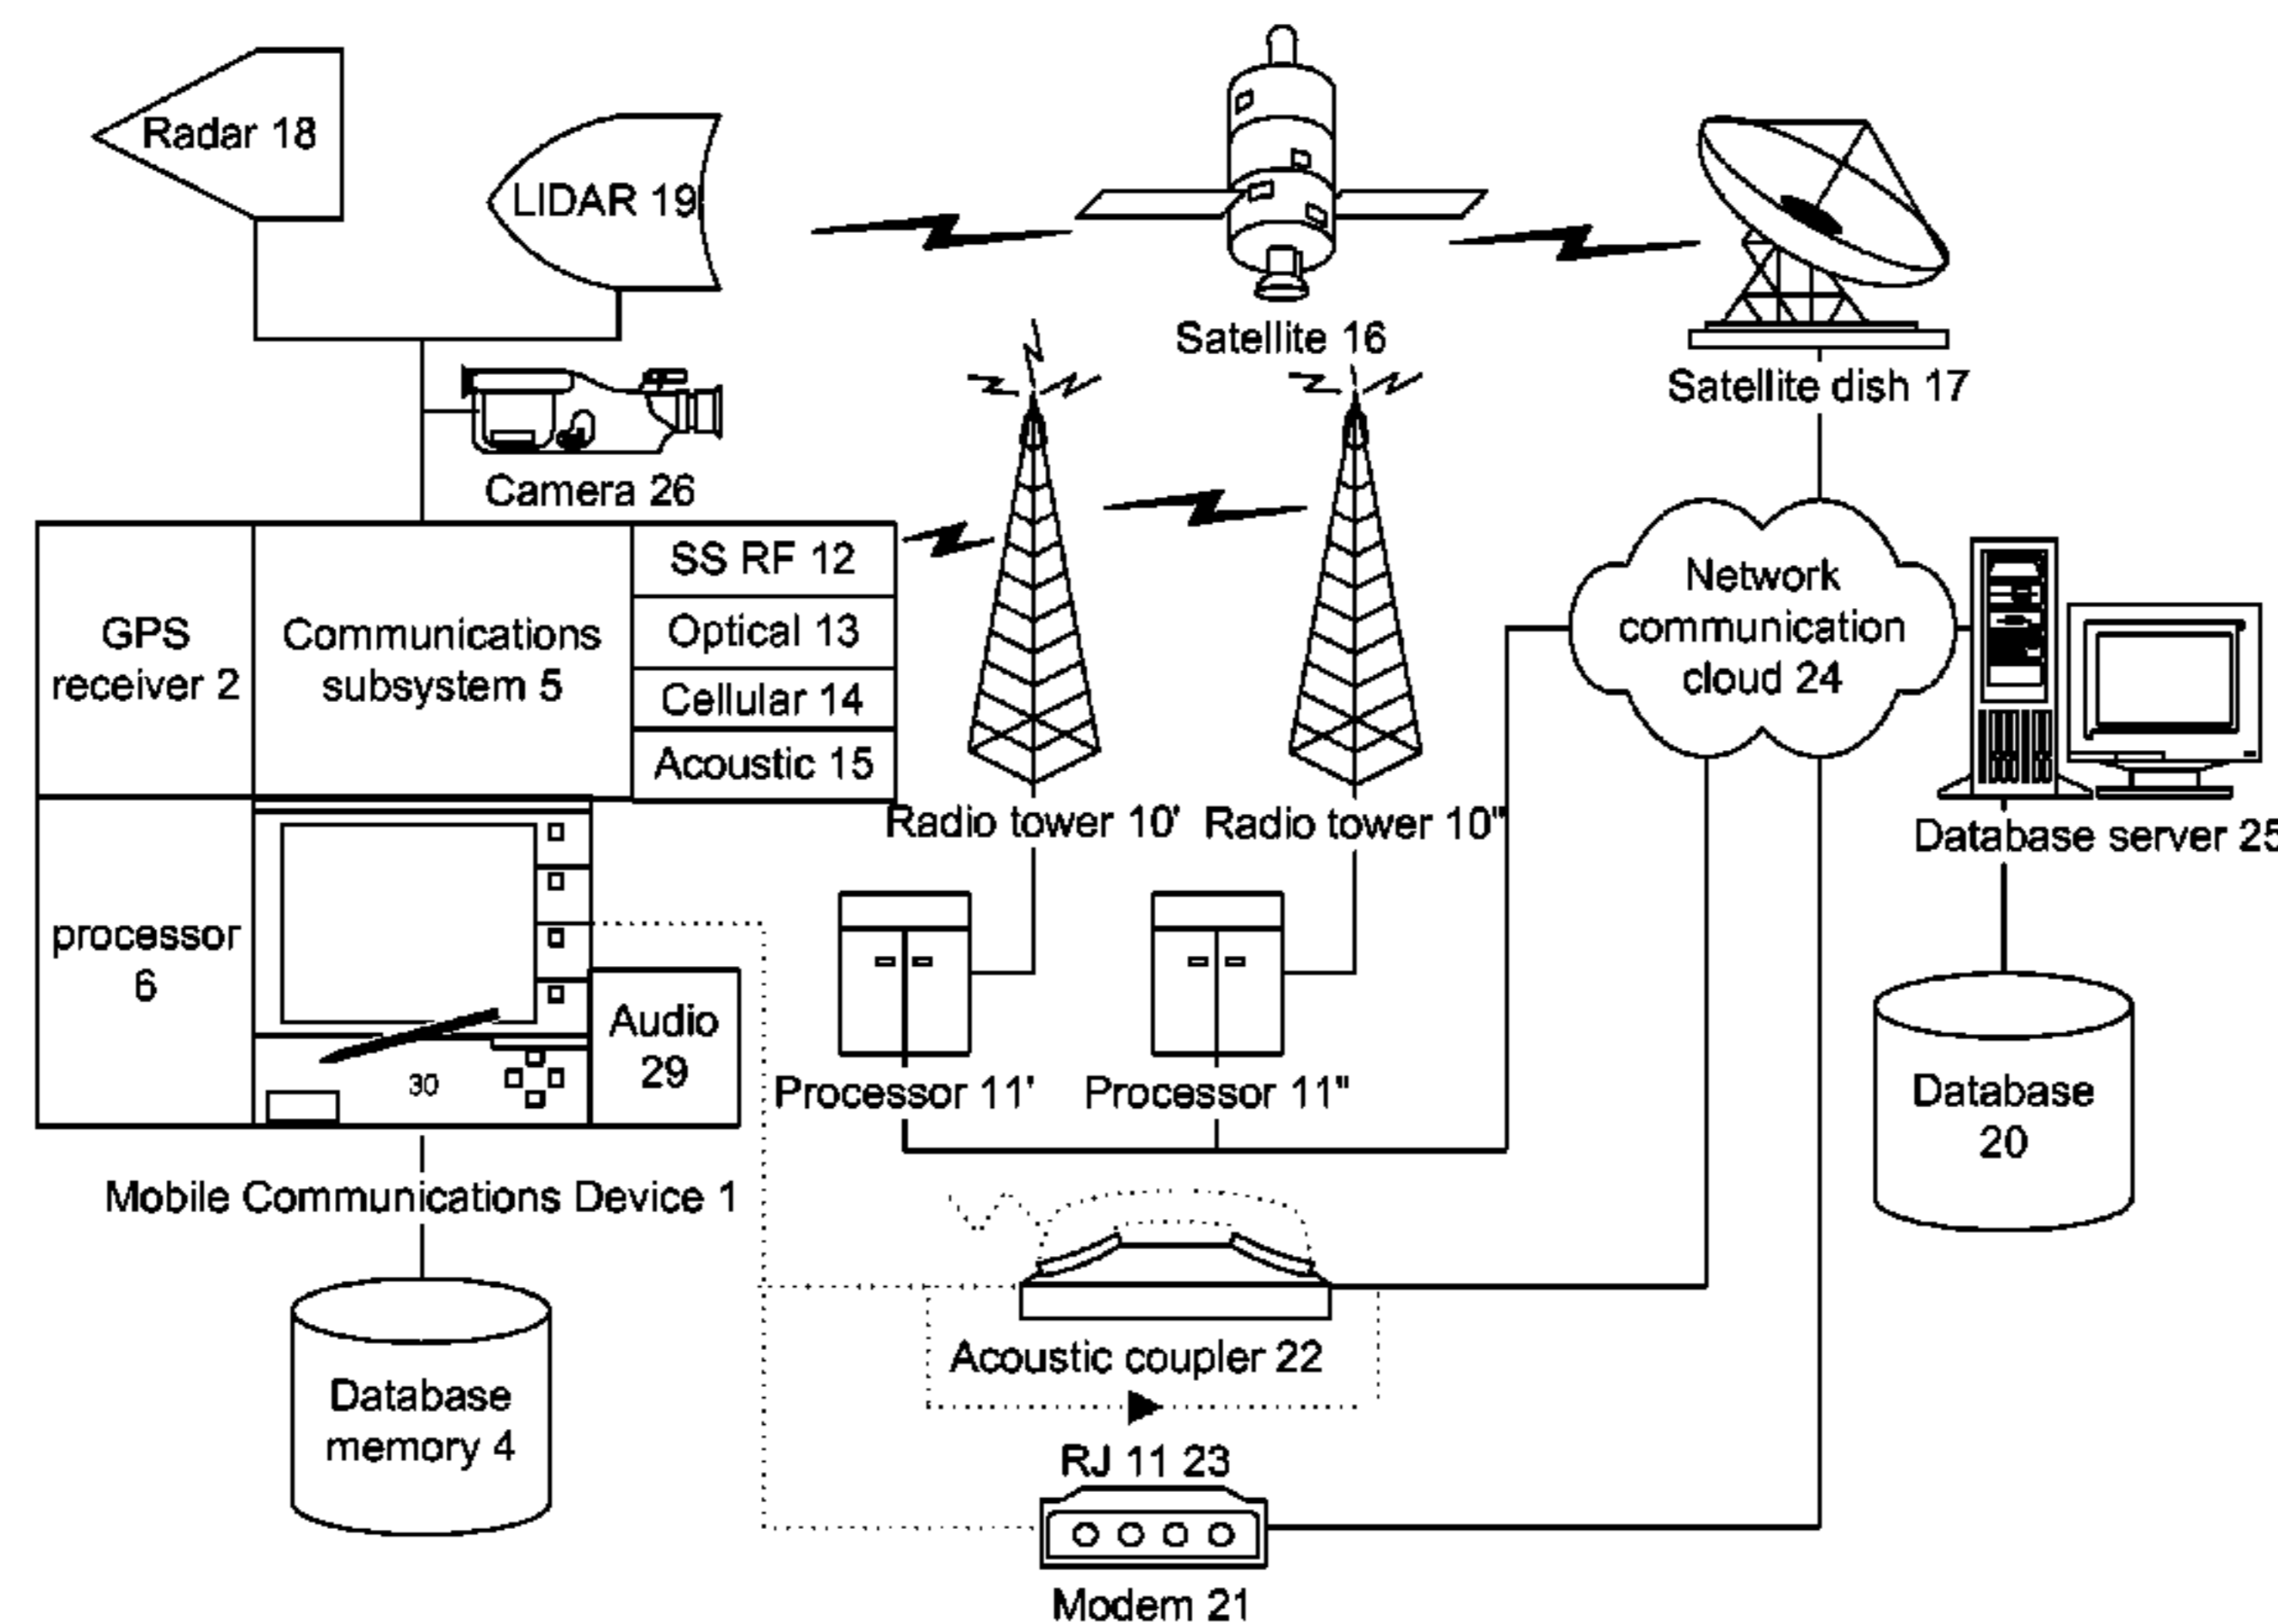 Radar 18
LIDAR 19
Satellite 16
Satellite dish 17
Camera 26
GPS
receiver 2
Communications
subsystem 5
SS RF 12
Optical 13
Cellular 14
Acoustic 15
Network
communication
cloud 24
Radio tower 10'
Radio tower 10"
Database server 25
processor
6
Audio
29
30
Processor 11'
Processor 11"
Database
20
Mobile Communications Device 1
Database
memory 4
Acoustic coupler 22
RJ 11 23
Modem 21